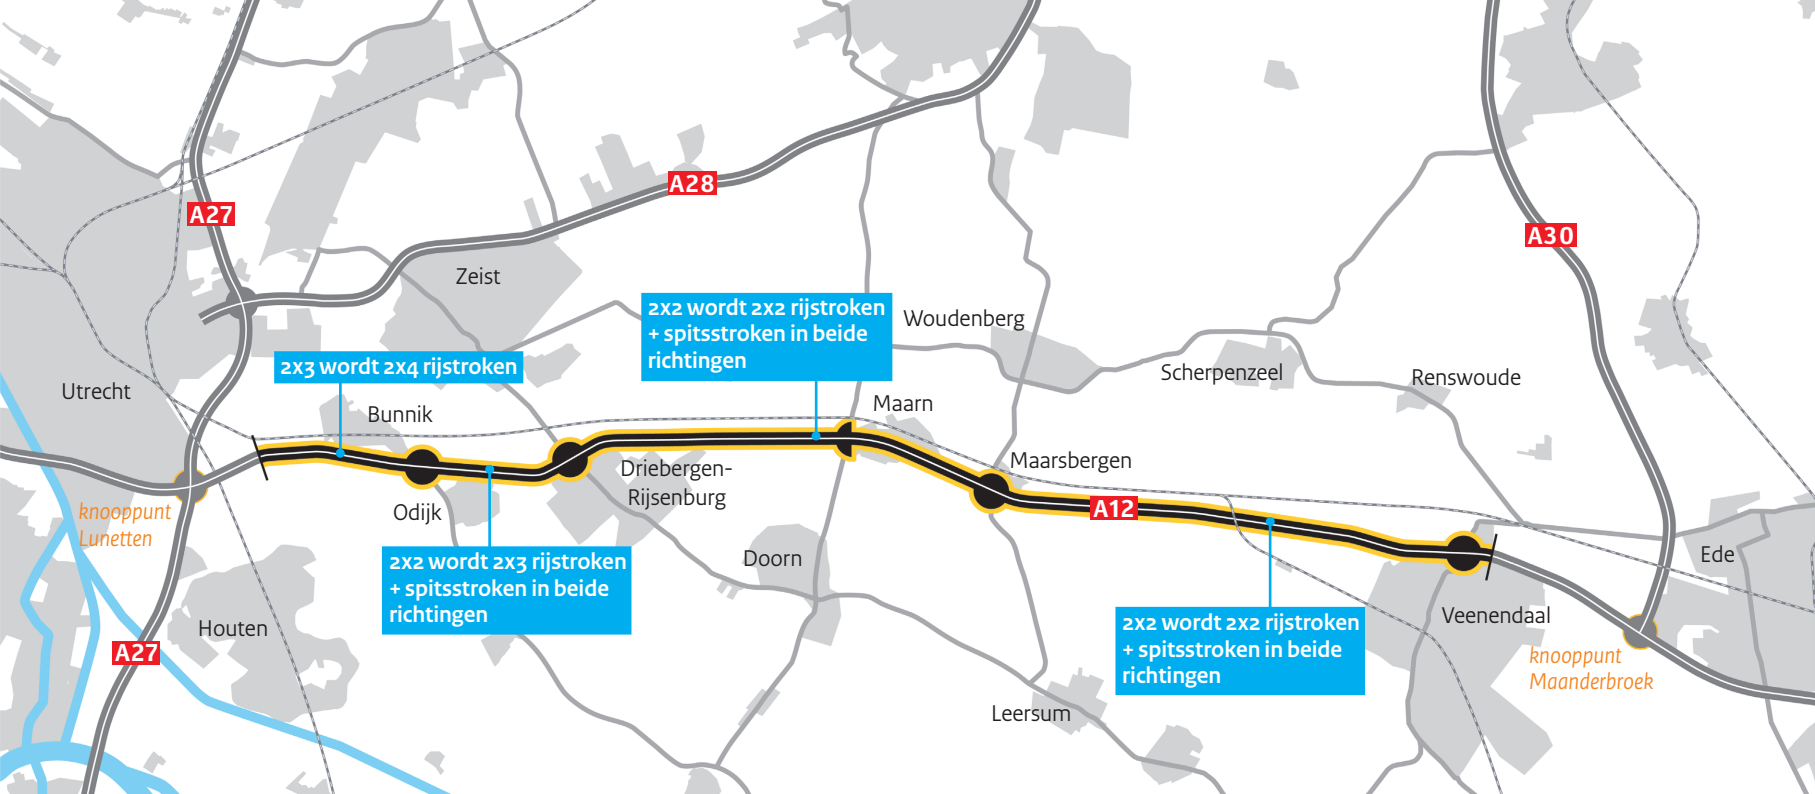 A28
A27
A30
Zeist
2x2 wordt 2x2 rijstroken
+ spitsstroken in beide
richtingen
Woudenberg
2x3 wordt 2x4 rijstroken
Utrecht
Scherpenzeel
Renswoude
Bunnik
Maarn
Driebergen-
Rijsenburg
Maarsbergen
Odijk
A12
knooppunt
Lunetten
2x2 wordt 2x3 rijstroken
+ spitsstroken in beide
richtingen
Doorn
Ede
Houten
A27
2x2 wordt 2x2 rijstroken
+ spitsstroken in beide
richtingen
Veenendaal
knooppunt
Maanderbroek
Leersum